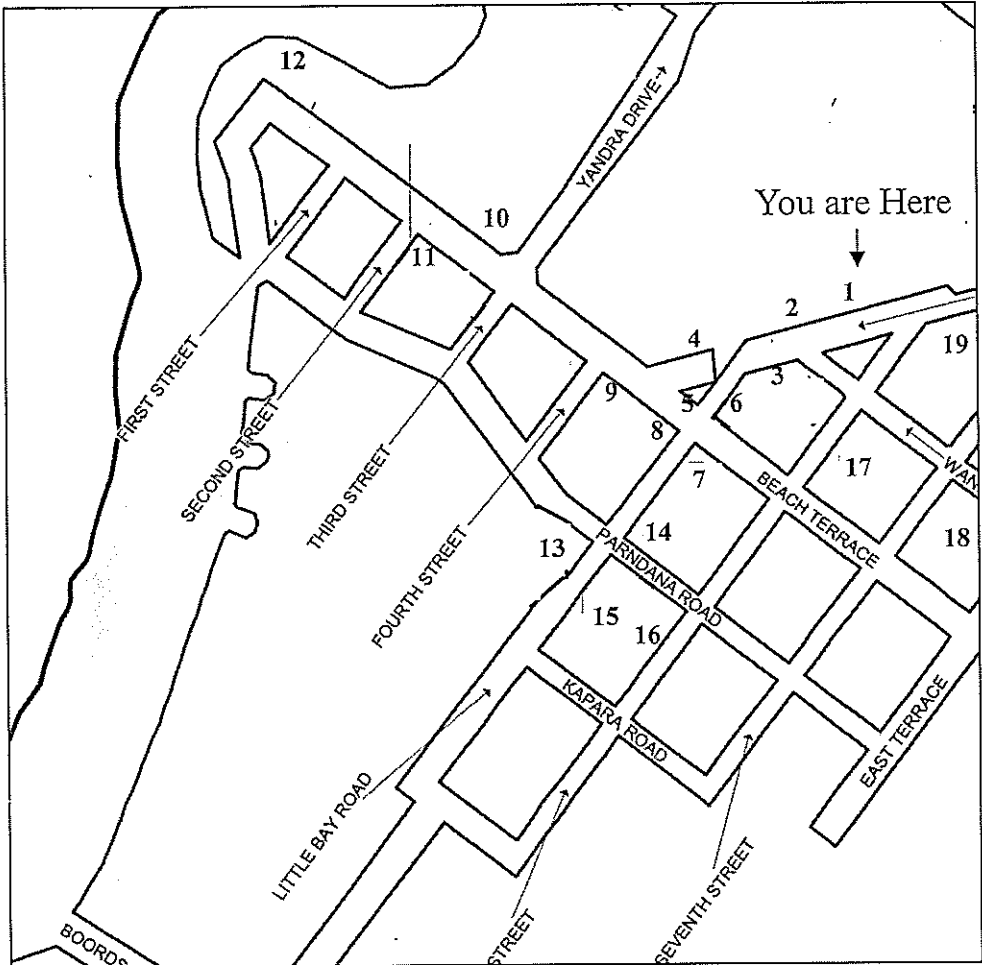 12
YANDRA DRIVE→
You are Here
10
11
1
2
4
3
19
9
5
6
8
7
17
FIRST STREET
SECOND STREET
THIRD STREET
FOURTH STREET
BEACH TERRACE
WAN
18
13
14
PARNDANA ROAD
15
16
KAPARA ROAD
EAST TERRACE
LITTLE BAY ROAD
STREET
SEVENTH STREET
BOORDS